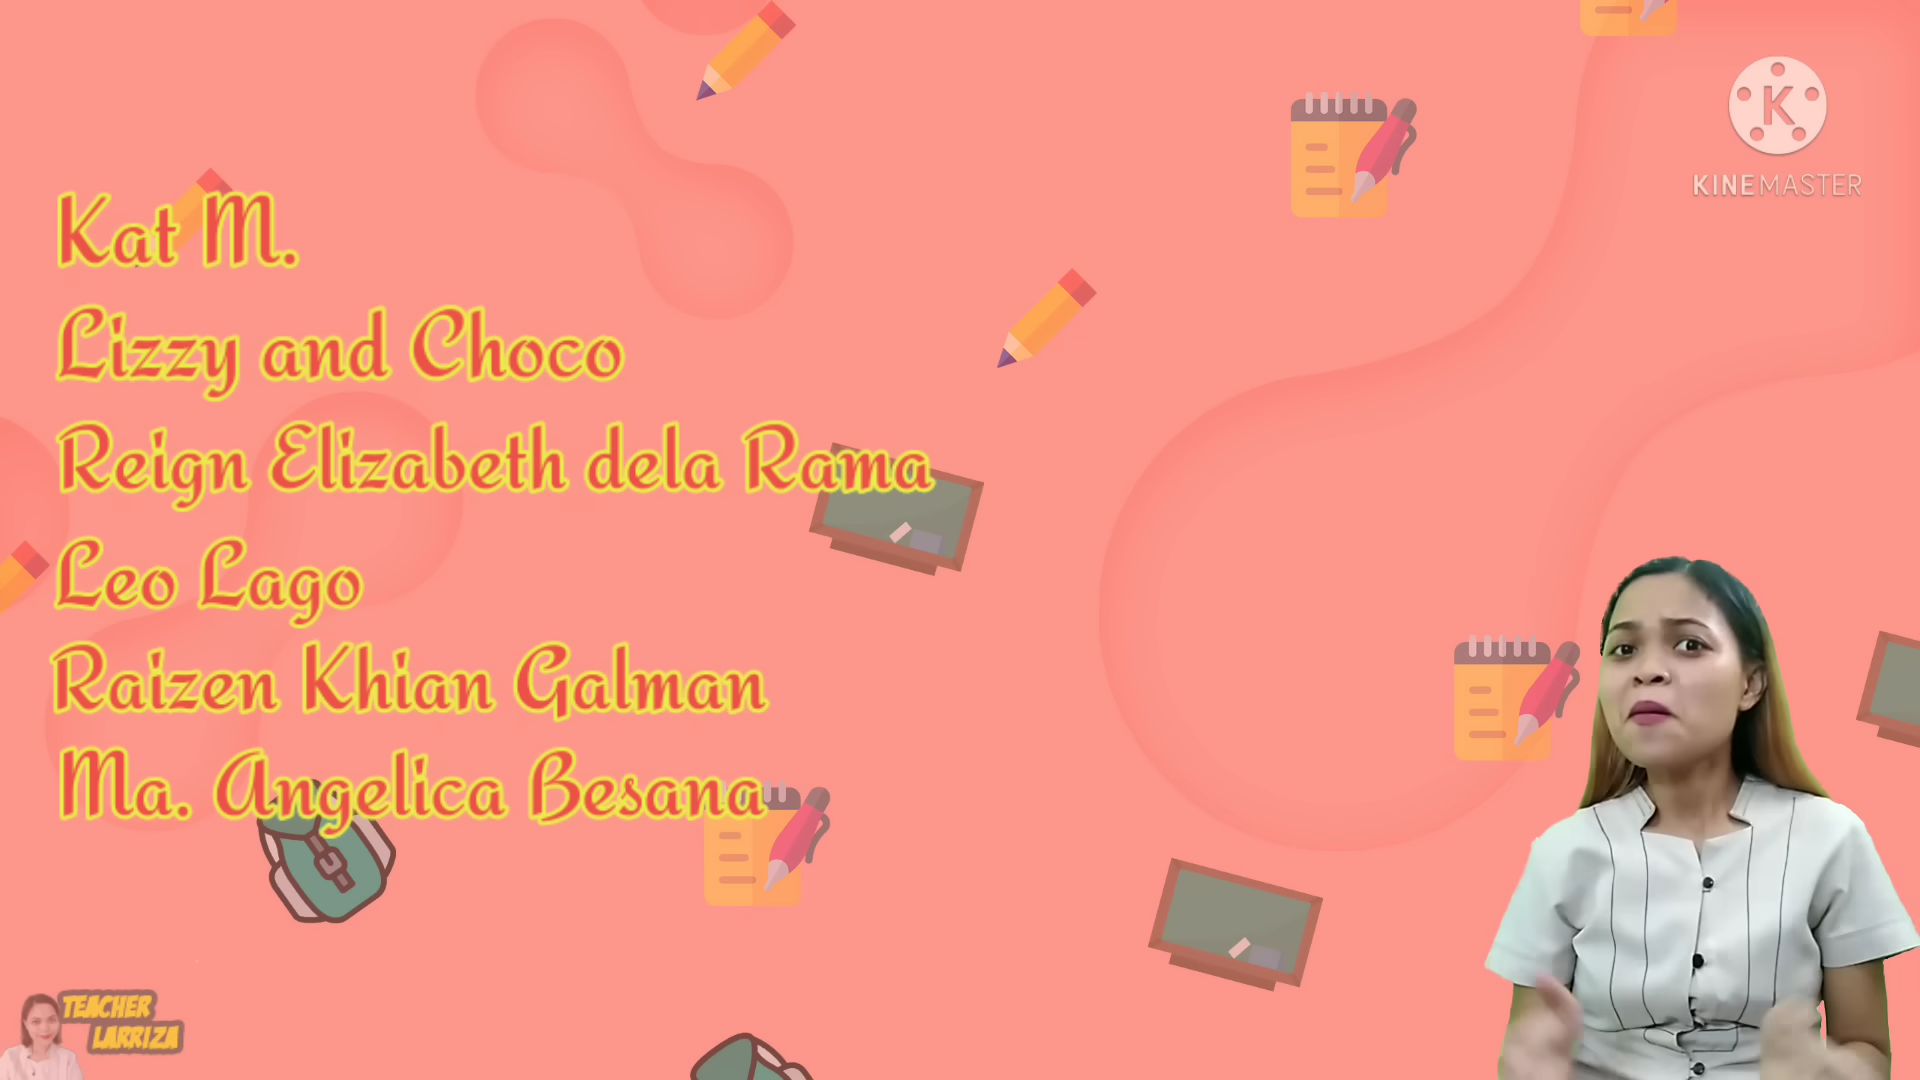 K
KINEMASTER
Kat M.
Lizzy and Choco
Reign Elizabeth dela Rama
Leo Lago
Raizen Khian Galman
Ma. Angelica Besana
TEACHER
LARRIZA